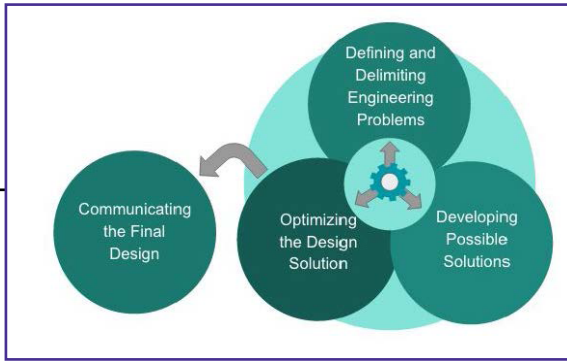 Defining and
Delimiting
Engineering
Problems
Communicating
the Final
Design
Optimizing
the Design
Solution
Developing
Possible
Solutions